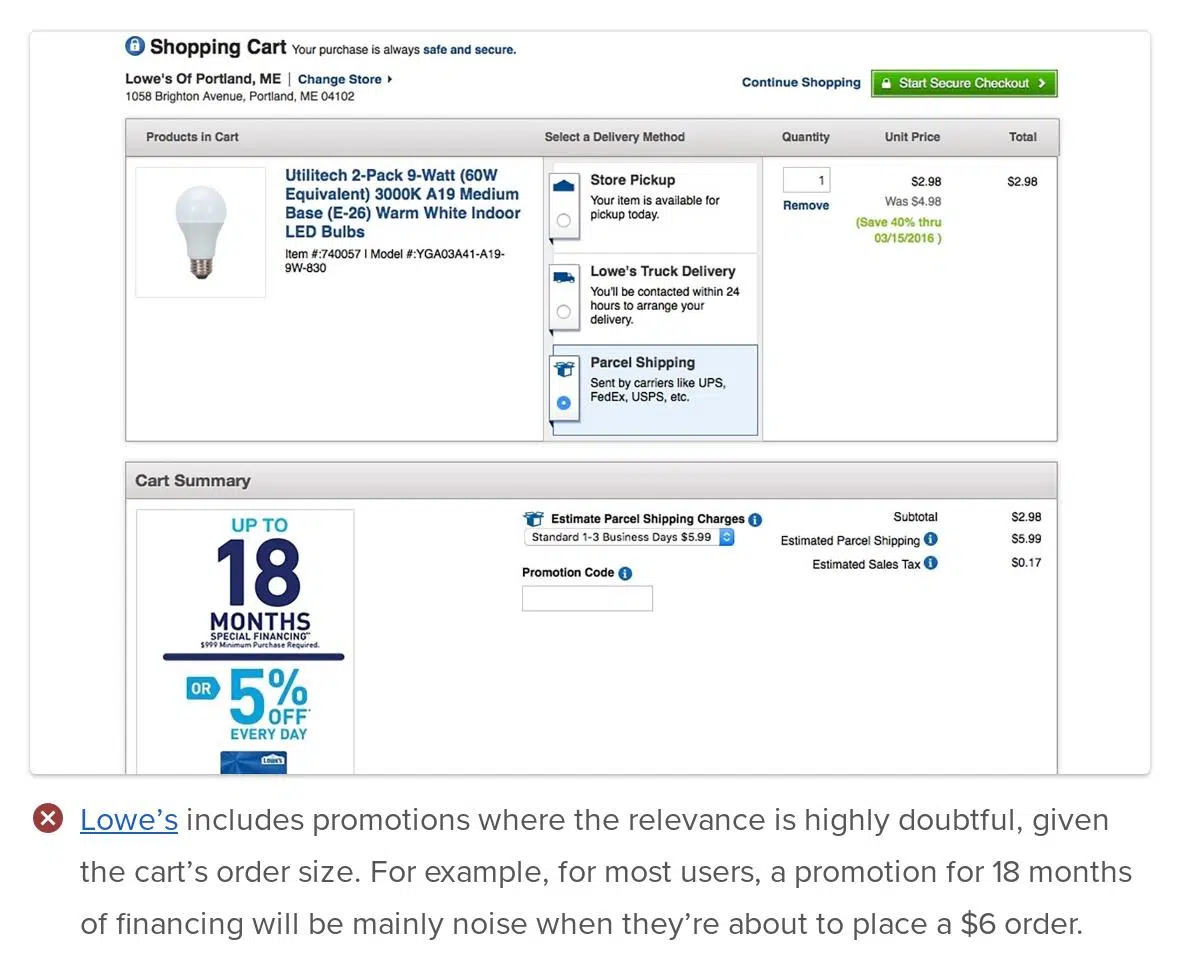 Shopping Cart Your purchase is always safe and secure.
Lowe's Of Portland, ME | Change Store
1058 Brighton Avenue, Portland, ME 04102
Continue Shopping
Start Secure Checkout
Products in Cart
Select a Delivery Method
Quantity
Unit Price
Total
Utilitech 2-Pack 9-Watt (60W
Equivalent) 3000K A19 Medium
Base (E-26) Warm White Indoor
LED Bulbs
Item #:740057 | Model #:YGA03A41-A19-
9W-830
Store Pickup
Your item is available for
pickup today.
Lowe's Truck Delivery
You'll be contacted within 24
hours to arrange your
delivery.
Parcel Shipping
Sent by carriers like UPS,
FedEx, USPS, etc.
1
Remove
$2.98
Was $4.98
(Save 40% thru
03/15/2016 )
$2.98
Cart Summary
UP TO
18
MONTHS
SPECIAL FINANCING**
$999 Minimum Purchase Required.
OR
5%
OFF*
EVERY DAY
LOWE'S
Estimate Parcel Shipping Charges
Standard 1-3 Business Days $5.99
Promotion Code
Subtotal $2.98
Estimated Parcel Shipping $5.99
Estimated Sales Tax $0.17
Lowe's includes promotions where the relevance is highly doubtful, given
the cart's order size. For example, for most users, a promotion for 18 months
of financing will be mainly noise when they're about to place a $6 order.